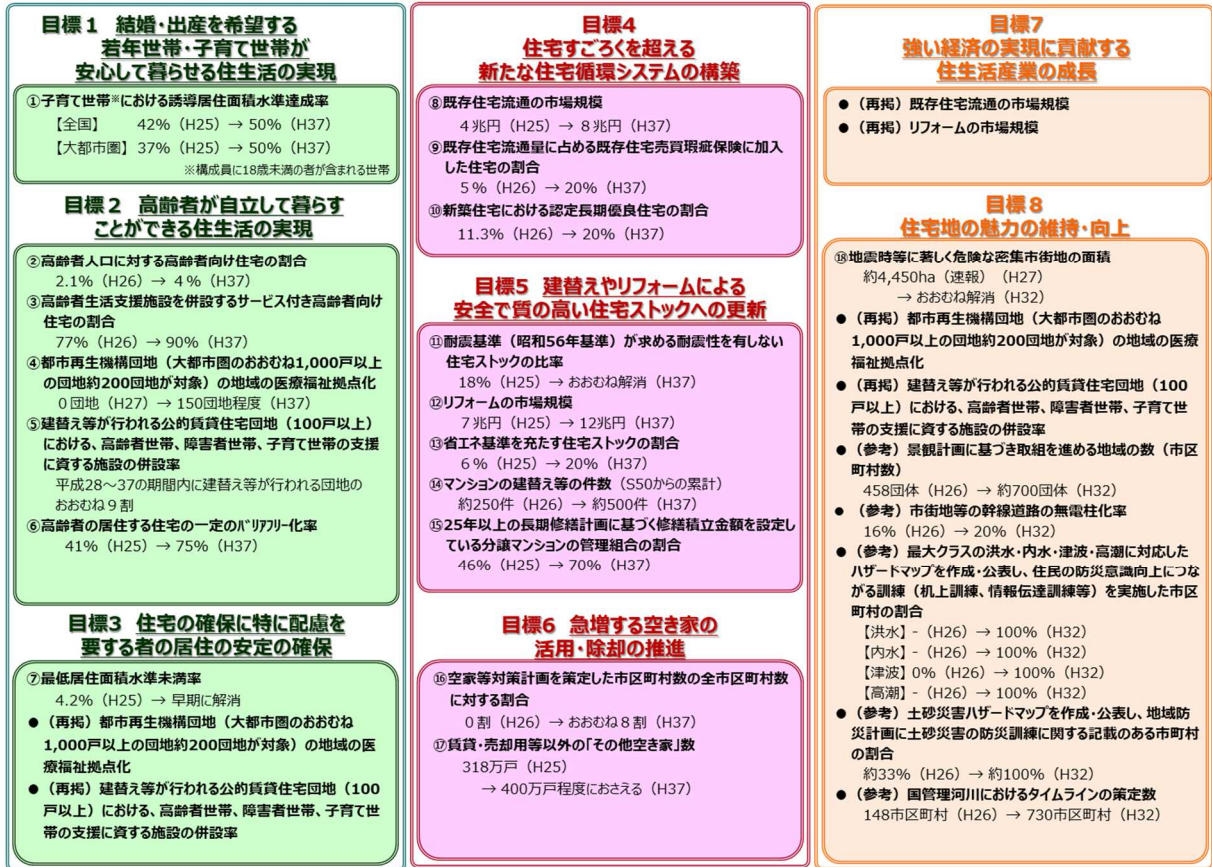 目標1 結婚・出産を希望する
若年世帯・子育て世帯が
安心して暮らせる住生活の実現
①子育て世帯※における誘導居住面積水準達成率
【全国】 42%（H25）→ 50%（H37）
【大都市圏】37%（H25）→ 50%（H37）
※構成員に18歳未満の者が含まれる世帯
目標2 高齢者が自立して暮らす
ことができる住生活の実現
②高齢者人口に対する高齢者向け住宅の割合
2.1%（H26）→ 4%（H37）
③高齢者生活支援施設を併設するサービス付き高齢者向け
住宅の割合
77%（H26）→ 90%（H37）
④都市再生機構団地（大都市圏のおおむね1,000戸以上
の団地約200団地が対象）の地域の医療福祉拠点化
0団地（H27）→ 150団地程度（H37）
⑤建替え等が行われる公的賃貸住宅団地（100戸以上）
における、高齢者世帯、障害者世帯、子育て世帯の支援
に資する施設の併設率
平成28～37の期間内に建替え等が行われる団地の
おおむね9割
⑥高齢者の居住する住宅の一定のバリアフリー化率
41%（H25）→ 75%（H37）
目標3 住宅の確保に特に配慮を
要する者の居住の安定の確保
⑦最低居住面積水準未満率
4.2%（H25）→ 早期に解消
●（再掲）都市再生機構団地（大都市圏のおおむね
1,000戸以上の団地約200団地が対象）の地域の医
療福祉拠点化
●（再掲）建替え等が行われる公的賃貸住宅団地（100
戸以上）における、高齢者世帯、障害者世帯、子育て世
帯の支援に資する施設の併設率
目標4
住宅すごろくを超える
新たな住宅循環システムの構築
⑧既存住宅流通の市場規模
4兆円（H25）→ 8兆円（H37）
⑨既存住宅流通量に占める既存住宅売買瑕疵保険に加入
した住宅の割合
5%（H26）→ 20%（H37）
⑩新築住宅における認定長期優良住宅の割合
11.3%（H26）→ 20%（H37）
目標5 建替えやリフォームによる
安全で質の高い住宅ストックへの更新
⑪耐震基準（昭和56年基準）が求める耐震性を有しない
住宅ストックの比率
18%（H25）→ おおむね解消（H37）
⑫リフォームの市場規模
7兆円（H25）→ 12兆円（H37）
⑬省エネ基準を充たす住宅ストックの割合
6%（H25）→ 20%（H37）
⑭マンションの建替え等の件数（S50からの累計）
約250件（H26）→ 約500件（H37）
⑮25年以上の長期修繕計画に基づく修繕積立金額を設定し
ている分譲マンションの管理組合の割合
46%（H25）→ 70%（H37）
目標6 急増する空き家の
活用・除却の推進
⑯空家等対策計画を策定した市区町村数の全市区町村数
に対する割合
0割（H26）→ おおむね8割（H37）
⑰賃貸・売却用等以外の「その他空き家」数
318万戸（H25）
→ 400万戸程度におさえる（H37）
目標7
強い経済の実現に貢献する
住生活産業の成長
●（再掲）既存住宅流通の市場規模
●（再掲）リフォームの市場規模
目標8
住宅地の魅力の維持・向上
⑱地震時等に著しく危険な密集市街地の面積
約4,450ha（速報）（H27）
→ おおむね解消（H32）
●（再掲）都市再生機構団地（大都市圏のおおむね
1,000戸以上の団地約200団地が対象）の地域の医療
福祉拠点化
●（再掲）建替え等が行われる公的賃貸住宅団地（100
戸以上）における、高齢者世帯、障害者世帯、子育て世
帯の支援に資する施設の併設率
●（参考）景観計画に基づき取組を進める地域の数（市区
町村数）
458団体（H26）→ 約700団体（H32）
●（参考）市街地等の幹線道路の無電柱化率
16%（H26）→ 20%（H32）
●（参考）最大クラスの洪水・内水・津波・高潮に対応した
ハザードマップを作成・公表し、住民の防災意識向上につな
がる訓練（机上訓練、情報伝達訓練等）を実施した市区
町村の割合
【洪水】-（H26）→ 100%（H32）
【内水】-（H26）→ 100%（H32）
【津波】0%（H26）→ 100%（H32）
【高潮】-（H26）→ 100%（H32）
●（参考）土砂災害ハザードマップを作成・公表し、地域防
災計画に土砂災害の防災訓練に関する記載のある市町村
の割合
約33%（H26）→ 約100%（H32）
●（参考）国管理河川におけるタイムラインの策定数
148市区町村（H26）→ 730市区町村（H32）